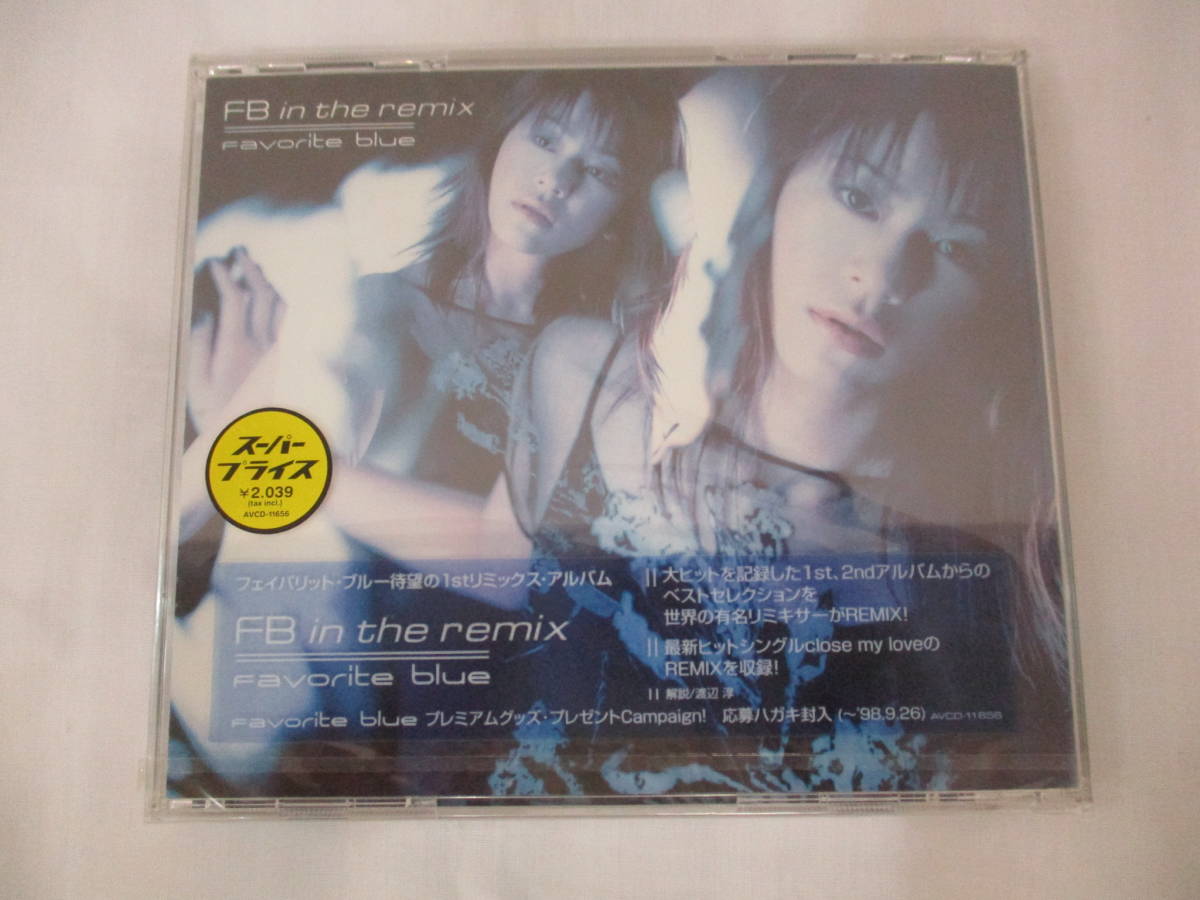 FB in the remix
Favorite blue
スーパー
プライス
¥2.039
(tax incl.)
AVCD-11656
フェイバリット・ブルー待望の1stリミックス・アルバム
FB in the remix
Favorite blue
|| 大ヒットを記録した1st、2ndアルバムからの
ベストセレクションを
世界の有名リミキサーがREMIX!
|| 最新ヒットシングルclose my loveの
REMIXを収録!
|| 解説/渡辺 淳
Favorite blue プレミアムグッズ・プレゼントCampaign! 応募ハガキ封入 (~'98.9.26) AVCD-11656